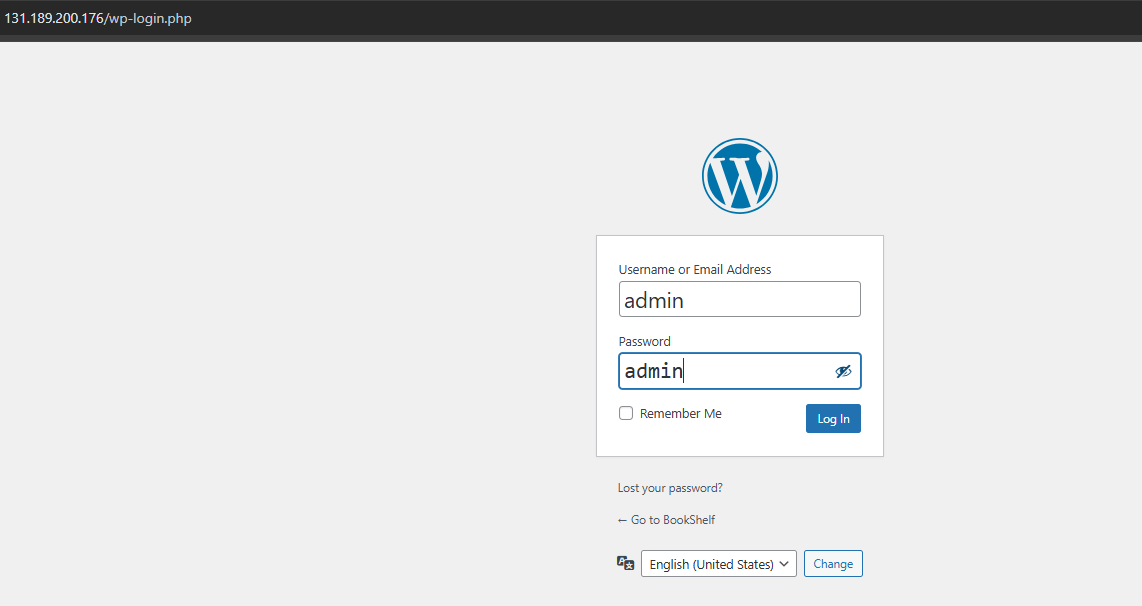 131.189.200.176/wp-login.php
Username or Email Address
admin
Password
admin
Remember Me
Log In
Lost your password?
← Go to BookShelf
English (United States)
Change